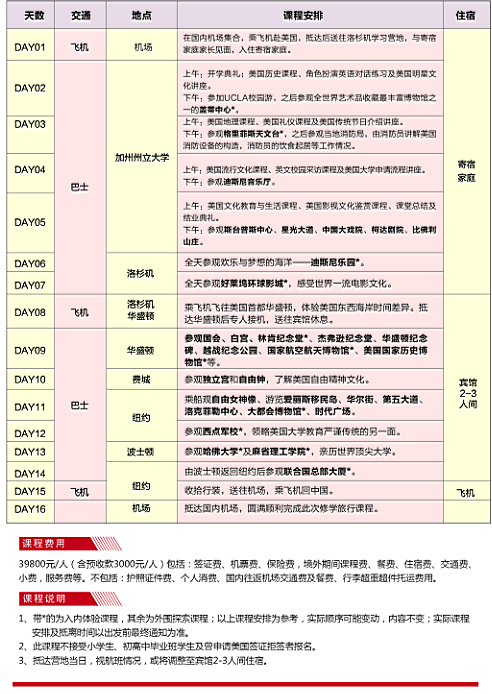 天数 交通 地点 课程安排 住宿
DAY01 飞机 机场
在国内机场集合，乘飞机赴美国，抵达后送往洛杉矶学习营地，与寄宿
家庭家长见面，入住寄宿家庭。
DAY02
上午：开学典礼；美国历史课程、角色扮演英语对话练习及美国明星文
化讲座。
下午：参加UCLA校园游，之后参观全世界艺术品收藏最丰富博物馆之
一的盖蒂中心*。
DAY03
上午：美国地理课程、美国礼仪课程及美国传统节日介绍讲座。
下午：参观格里菲斯天文台*，之后参观当地消防局，由消防员讲解美国
消防设备的构造，消防员的饮食起居等工作情况。
巴士
加州州立大学
寄宿
家庭
DAY04
上午：美国流行文化课程、英文校园采访课程及美国大学申请流程讲座。
下午：参观迪斯尼音乐厅。
DAY05
上午：美国文化教育与生活课程、美国影视文化鉴赏课程、课堂总结及
结业典礼。
下午：参观斯台普斯中心、星光大道、中国大戏院、柯达剧院、比佛利
山庄。
DAY06 全天参观欢乐与梦想的海洋——迪斯尼乐园*。
洛杉矶
DAY07 全天参观好莱坞环球影城*，感受世界一流电影文化。
DAY08 飞机
洛杉矶
华盛顿
乘飞机飞往美国首都华盛顿，体验美国东西海岸时间差异。抵
达华盛顿后专人接机，送往宾馆休息。
DAY09 华盛顿
参观国会、白宫、林肯纪念堂*、杰弗逊纪念堂、华盛顿纪念
碑、越战纪念公园、国家航空航天博物馆*、美国国家历史博
物馆*等。
DAY10 费城 参观独立宫和自由钟，了解美国自由精神文化。
巴士
宾馆
2-3
人间
DAY11
乘船观自由女神像、游览爱丽斯移民岛、华尔街、第五大道、
洛克菲勒中心、大都会博物馆*、时代广场。
纽约
DAY12 参观西点军校*，领略美国大学教育严谨传统的另一面。
DAY13 波士顿 参观哈佛大学*及麻省理工学院*，亲历世界顶尖大学。
DAY14 由波士顿返回纽约后参观联合国总部大厦*。
纽约
DAY15 飞机 收拾行装，送往机场，乘飞机回中国。 飞机
DAY16 机场 抵达国内机场，圆满顺利完成此次修学旅行课程。
课程费用
39800元/人（含预收款3000元/人）包括：签证费、机票费、保险费，境外期间课程费、餐费、住宿费、交通费、
小费，服务费等。不包括：护照证件费、个人消费、国内往返机场交通费及餐费、行李超重超件托运费用。
课程说明
1、带*的为入内体验课程，其余为外围探索课程；以上课程安排为参考，实际顺序可能变动，内容不变；实际课程
安排及抵离时间以出发前最终通知为准。
2、此课程不接受小学生、初高中毕业班学生及曾申请美国签证拒签者报名。
3、抵达营地当日，视航班情况，或将调整至宾馆2-3人间住宿。